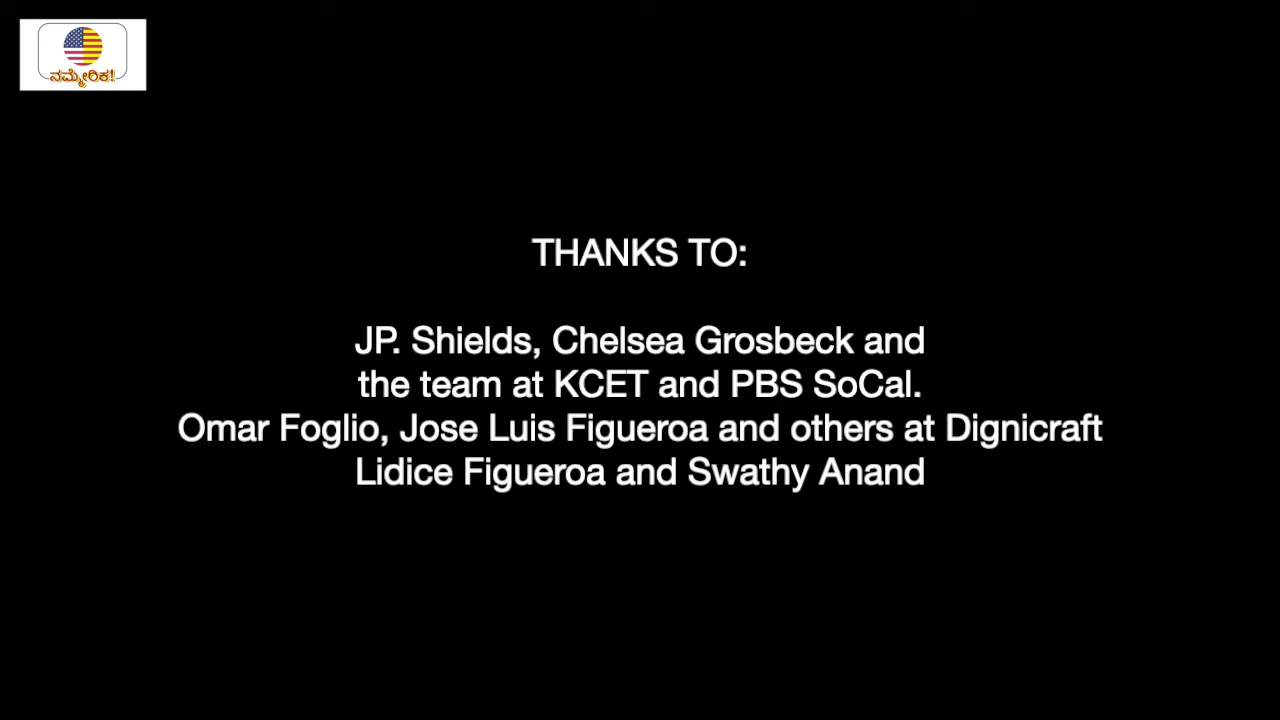 ನಮ್ಮೇರಿಕ!
THANKS TO:
JP. Shields, Chelsea Grosbeck and
the team at KCET and PBS SoCal.
Omar Foglio, Jose Luis Figueroa and others at Dignicraft
Lidice Figueroa and Swathy Anand